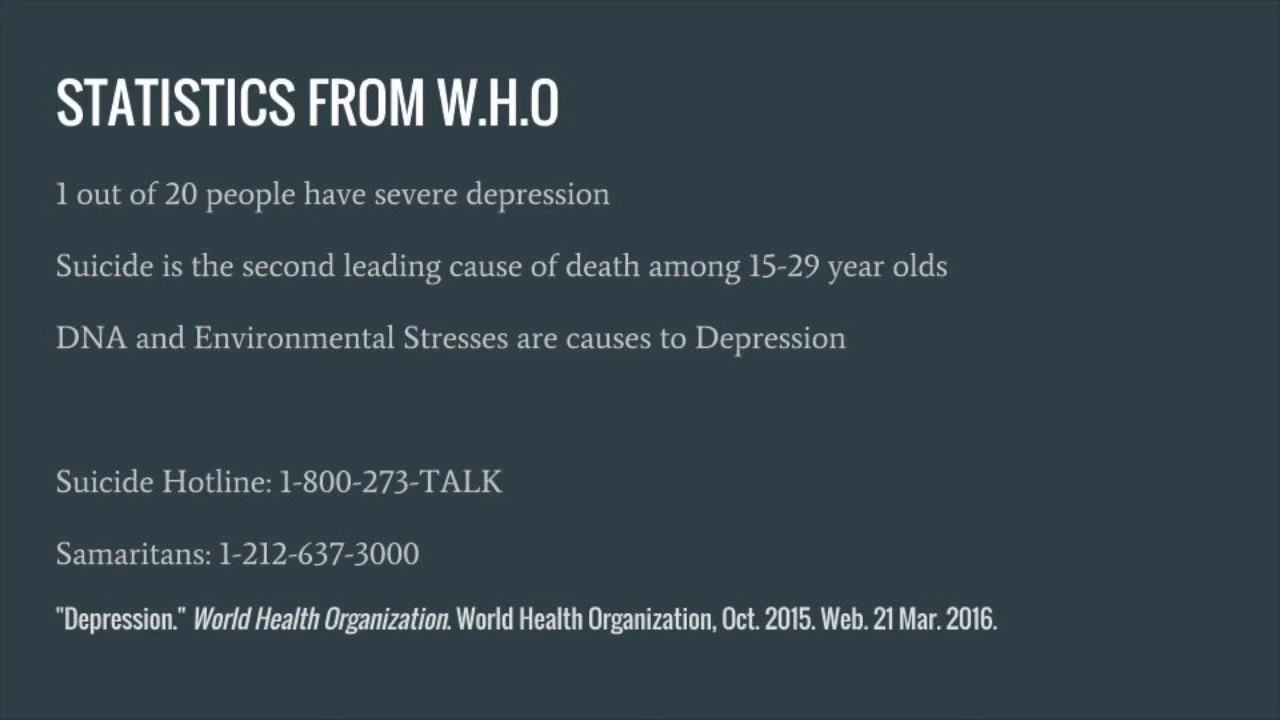 STATISTICS FROM W.H.O
1 out of 20 people have severe depression
Suicide is the second leading cause of death among 15-29 year olds
DNA and Environmental Stresses are causes to Depression
Suicide Hotline: 1-800-273-TALK
Samaritans: 1-212-637-3000
"Depression." World Health Organization. World Health Organization, Oct. 2015. Web. 21 Mar. 2016.